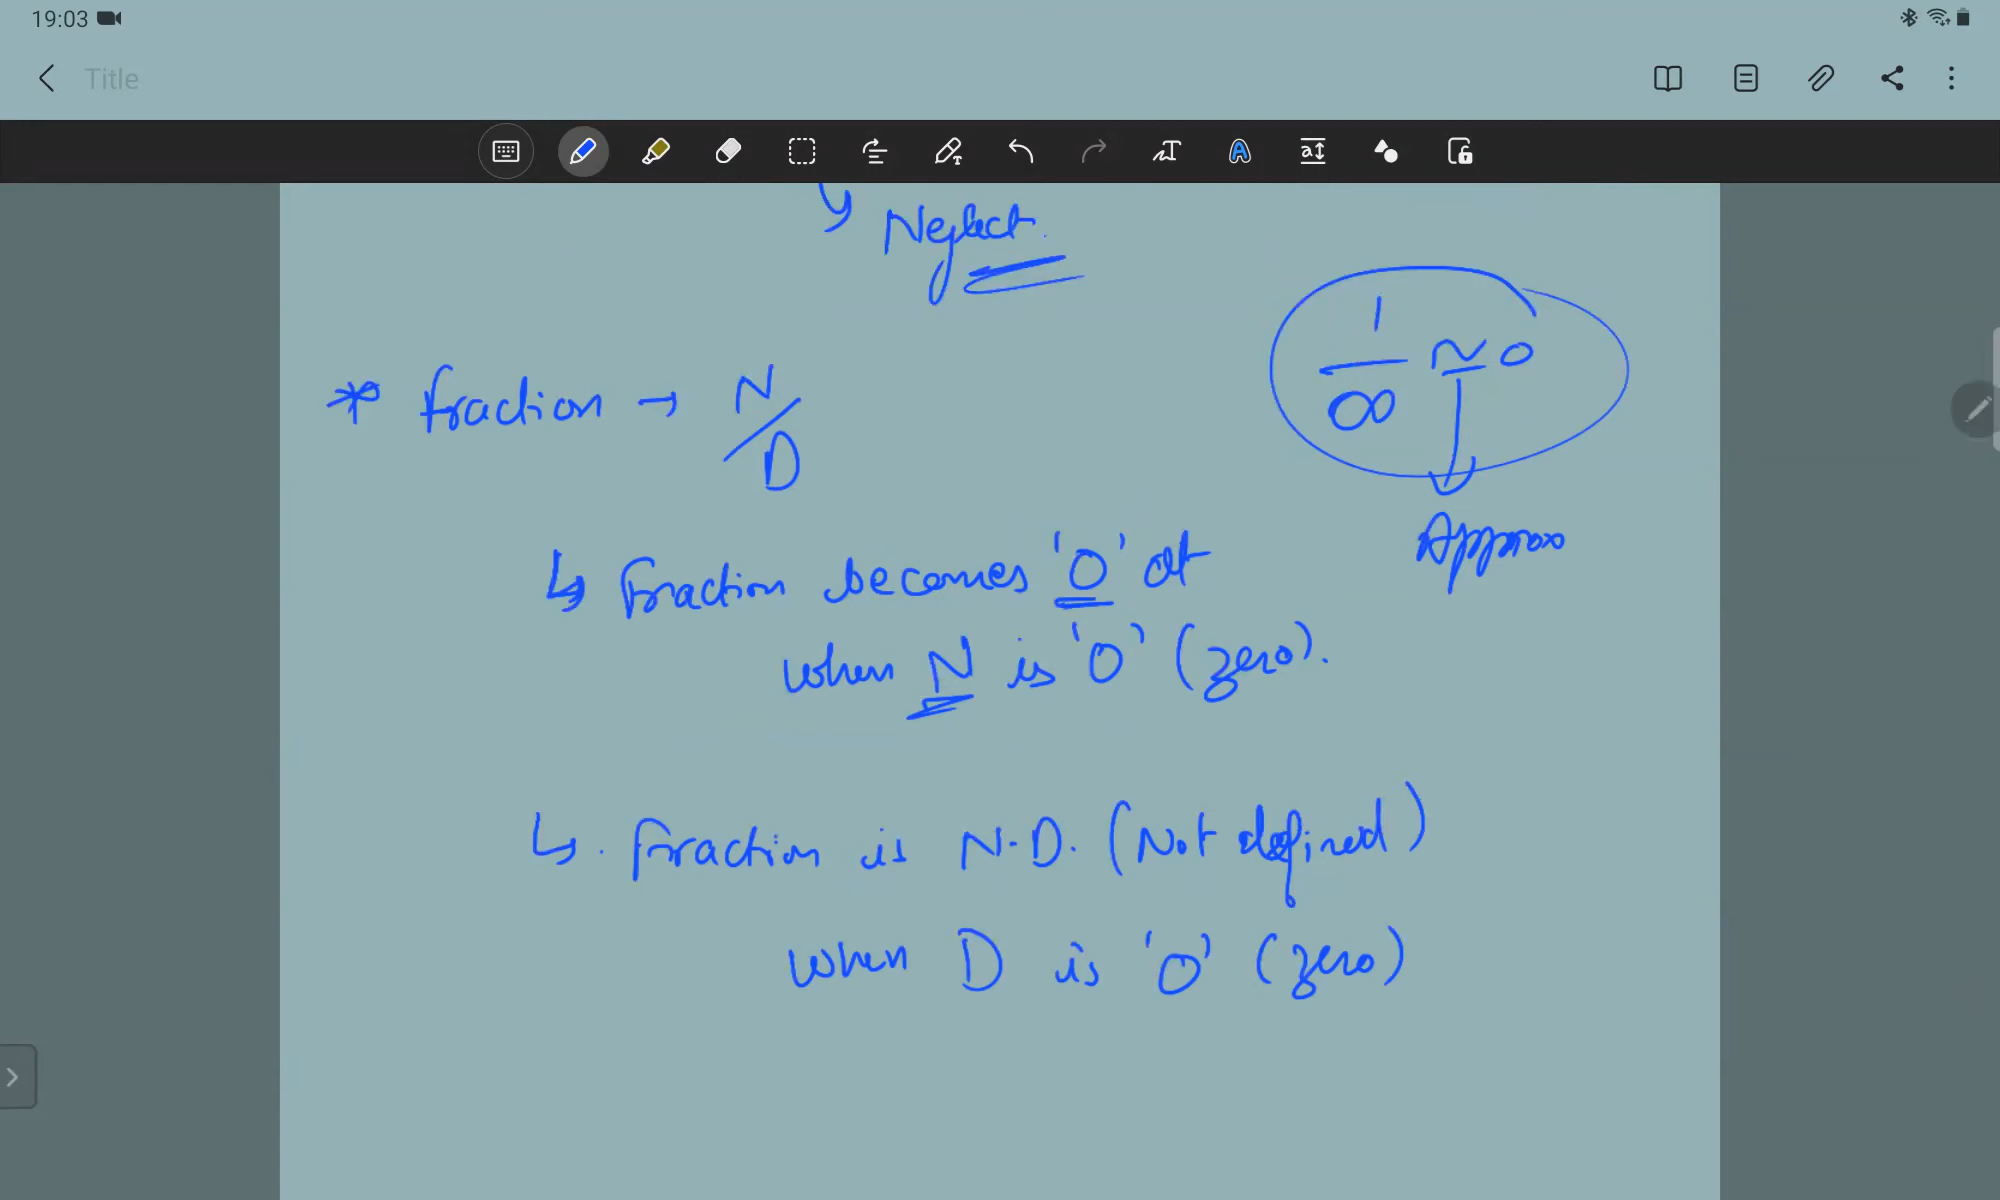 19:03
Title
Neglect.
* fraction → N/D
1/∞ ≃ 0
Approx
↳ fraction becomes '0' at
when N is '0' (zero).
↳. fraction is N.D. (Not defined)
when D is '0' (zero)